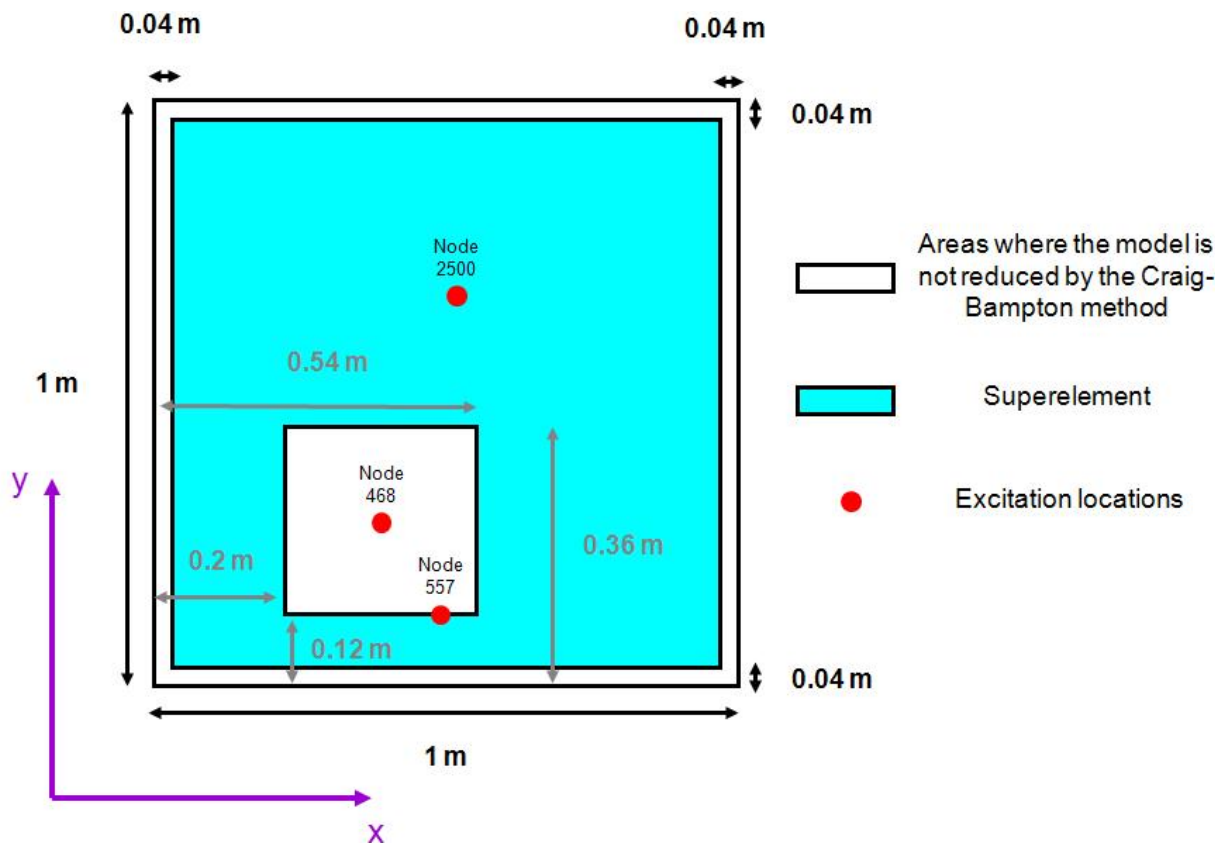 0.04 m
0.04 m
0.04 m
Node
2500
Areas where the model is
not reduced by the Craig-
Bampton method
0.54 m
1 m
Superelement
y
Node
468
Excitation locations
0.2 m
0.36 m
Node
557
0.12 m
0.04 m
1 m
x